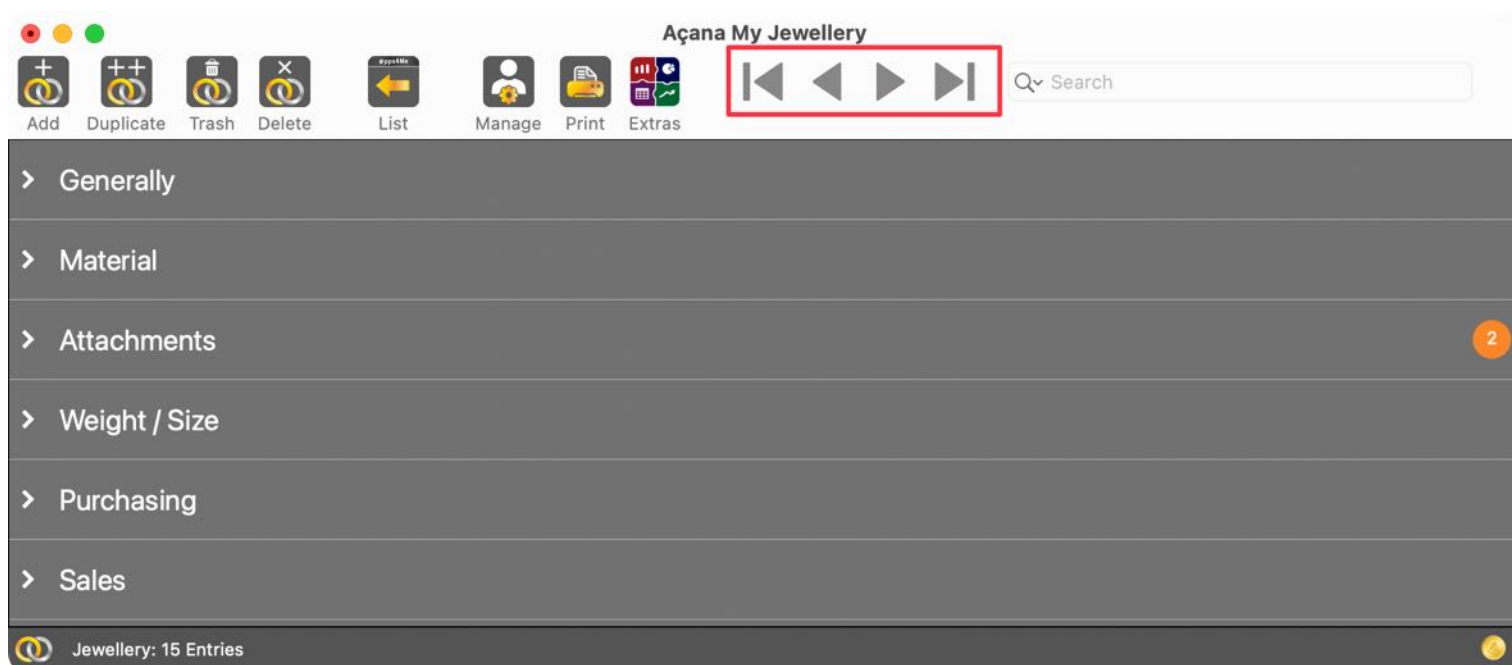 Açana My Jewellery
Search
Add Duplicate Trash Delete List Manage Print Extras
Generally
Material
Attachments
2
Weight / Size
Purchasing
Sales
Jewellery: 15 Entries